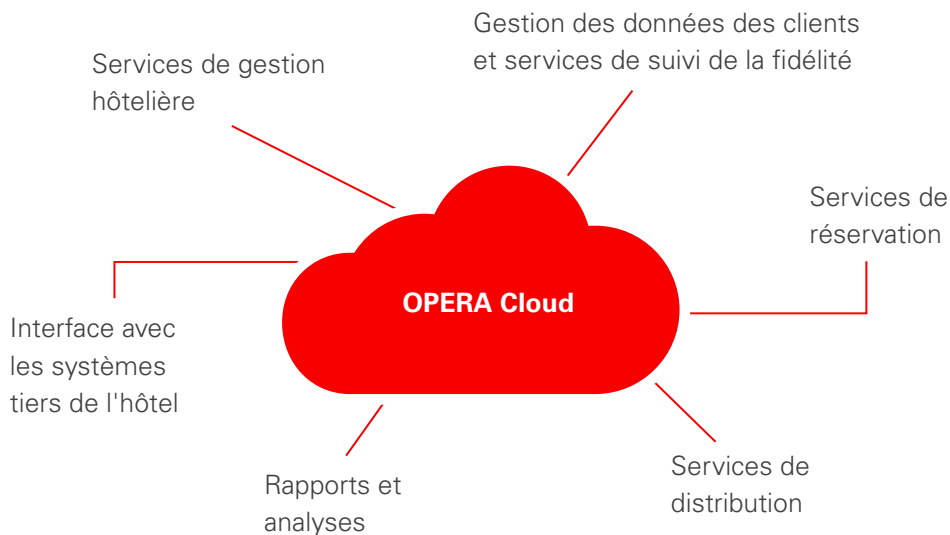 Gestion des données des clients
et services de suivi de la fidélité
Services de gestion
hôtelière
Services de
réservation
OPERA Cloud
Interface avec
les systèmes
tiers de l'hôtel
Services de
distribution
Rapports et
analyses